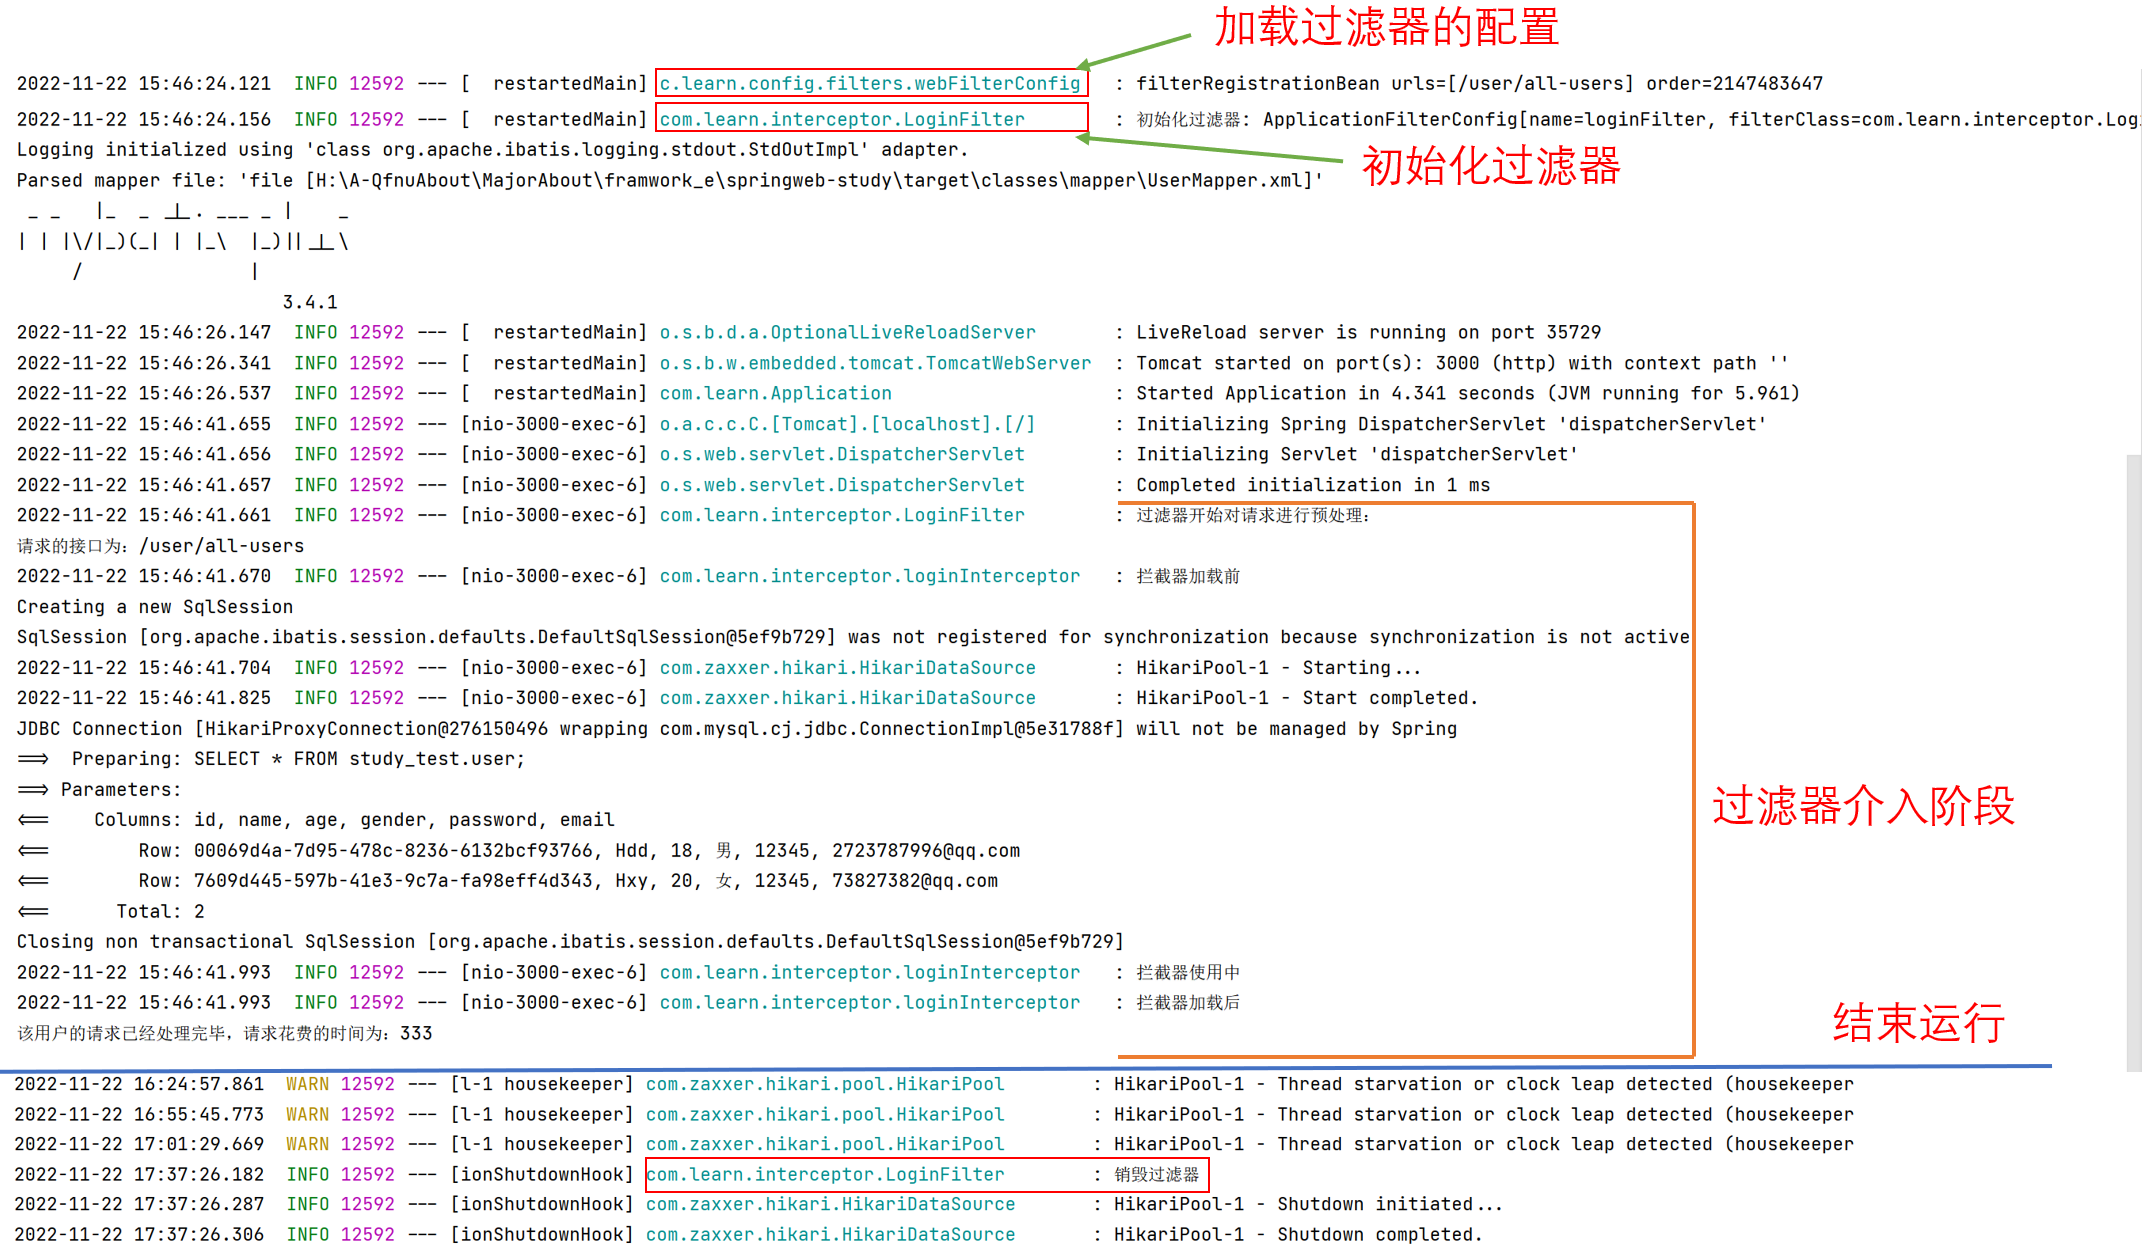 加载过滤器的配置
2022-11-22 15:46:24.121  INFO 12592 --- [  restartedMain] c.learn.config.filters.webFilterConfig   : filterRegistrationBean urls=[/user/all-users] order=2147483647
2022-11-22 15:46:24.156  INFO 12592 --- [  restartedMain] com.learn.interceptor.LoginFilter        : 初始化过滤器: ApplicationFilterConfig[name=loginFilter, filterClass=com.learn.interceptor.Log
Logging initialized using 'class org.apache.ibatis.logging.stdout.StdOutImpl' adapter.
初始化过滤器
Parsed mapper file: 'file [H:\A-QfnuAbout\MajorAbout\framwork_e\springweb-study\target\classes\mapper\UserMapper.xml]'
 _ _   |_  _ _|_. ___ _ |    _
| | |\/|_)(_| | |_\  |_)||_|_\
     /               |
                        3.4.1
2022-11-22 15:46:26.147  INFO 12592 --- [  restartedMain] o.s.b.d.a.OptionalLiveReloadServer       : LiveReload server is running on port 35729
2022-11-22 15:46:26.341  INFO 12592 --- [  restartedMain] o.s.b.w.embedded.tomcat.TomcatWebServer  : Tomcat started on port(s): 3000 (http) with context path ''
2022-11-22 15:46:26.537  INFO 12592 --- [  restartedMain] com.learn.Application                    : Started Application in 4.341 seconds (JVM running for 5.961)
2022-11-22 15:46:41.655  INFO 12592 --- [nio-3000-exec-6] o.a.c.c.C.[Tomcat].[localhost].[/]       : Initializing Spring DispatcherServlet 'dispatcherServlet'
2022-11-22 15:46:41.656  INFO 12592 --- [nio-3000-exec-6] o.s.web.servlet.DispatcherServlet        : Initializing Servlet 'dispatcherServlet'
2022-11-22 15:46:41.657  INFO 12592 --- [nio-3000-exec-6] o.s.web.servlet.DispatcherServlet        : Completed initialization in 1 ms
2022-11-22 15:46:41.661  INFO 12592 --- [nio-3000-exec-6] com.learn.interceptor.LoginFilter        : 过滤器开始对请求进行预处理:
请求的接口为: /user/all-users
2022-11-22 15:46:41.670  INFO 12592 --- [nio-3000-exec-6] com.learn.interceptor.loginInterceptor   : 拦截器加载前
Creating a new SqlSession
SqlSession [org.apache.ibatis.session.defaults.DefaultSqlSession@5ef9b729] was not registered for synchronization because synchronization is not active
2022-11-22 15:46:41.704  INFO 12592 --- [nio-3000-exec-6] com.zaxxer.hikari.HikariDataSource       : HikariPool-1 - Starting...
2022-11-22 15:46:41.825  INFO 12592 --- [nio-3000-exec-6] com.zaxxer.hikari.HikariDataSource       : HikariPool-1 - Start completed.
JDBC Connection [HikariProxyConnection@276150496 wrapping com.mysql.cj.jdbc.ConnectionImpl@5e31788f] will not be managed by Spring
==>  Preparing: SELECT * FROM study_test.user;
==> Parameters:
<==    Columns: id, name, age, gender, password, email
过滤器介入阶段
<==        Row: 00069d4a-7d95-478c-8236-6132bcf93766, Hdd, 18, 男, 12345, 2723787996@qq.com
<==        Row: 7609d445-597b-41e3-9c7a-fa98eff4d343, Hxy, 20, 女, 12345, 73827382@qq.com
<==      Total: 2
Closing non transactional SqlSession [org.apache.ibatis.session.defaults.DefaultSqlSession@5ef9b729]
2022-11-22 15:46:41.993  INFO 12592 --- [nio-3000-exec-6] com.learn.interceptor.loginInterceptor   : 拦截器使用中
2022-11-22 15:46:41.993  INFO 12592 --- [nio-3000-exec-6] com.learn.interceptor.loginInterceptor   : 拦截器加载后
该用户的请求已经处理完毕，请求花费的时间为: 333
结束运行
2022-11-22 16:24:57.861  WARN 12592 --- [l-1 housekeeper] com.zaxxer.hikari.pool.HikariPool        : HikariPool-1 - Thread starvation or clock leap detected (housekeeper
2022-11-22 16:55:45.773  WARN 12592 --- [l-1 housekeeper] com.zaxxer.hikari.pool.HikariPool        : HikariPool-1 - Thread starvation or clock leap detected (housekeeper
2022-11-22 17:01:29.669  WARN 12592 --- [l-1 housekeeper] com.zaxxer.hikari.pool.HikariPool        : HikariPool-1 - Thread starvation or clock leap detected (housekeeper
2022-11-22 17:37:26.182  INFO 12592 --- [ionShutdownHook] com.learn.interceptor.LoginFilter        : 销毁过滤器
2022-11-22 17:37:26.287  INFO 12592 --- [ionShutdownHook] com.zaxxer.hikari.HikariDataSource       : HikariPool-1 - Shutdown initiated...
2022-11-22 17:37:26.306  INFO 12592 --- [ionShutdownHook] com.zaxxer.hikari.HikariDataSource       : HikariPool-1 - Shutdown completed.